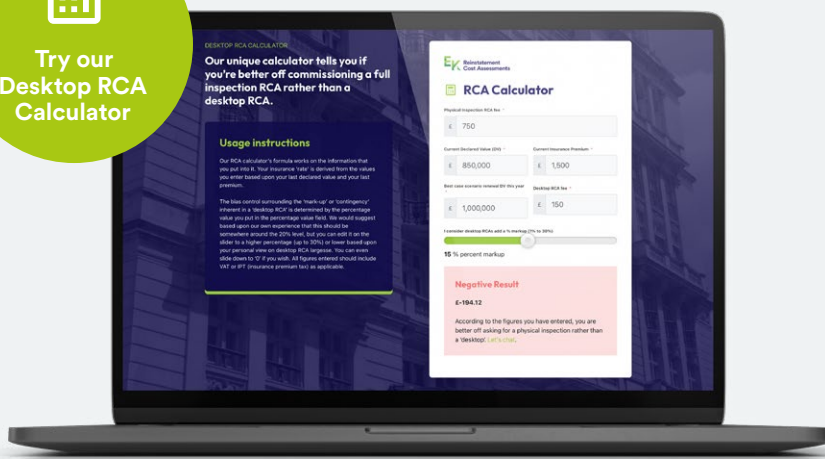 Try our
Desktop RCA
Calculator
DESKTOP RCA CALCULATOR
Our unique calculator tells you if
you're better off commissioning a full
inspection RCA rather than a
desktop RCA.
Usage instructions
Our RCA calculator's formula works on the information that
you put into it. Your insurance 'rate' is derived from the values
you enter based upon your last declared value and your last
premium.
The bias control surrounding the 'mark-up' or 'contingency'
inherent in a 'desktop RCA' is determined by the percentage
value you put in the percentage value field. We would suggest
based upon our own experience that this should be
somewhere around the 20% level, but you can edit it on the
slider to a higher percentage (up to 30%) or lower based upon
your personal view on desktop RCA largesse. You can even
slide down to '0' if you wish. All figures entered should include
VAT or IPT (insurance premium tax) as applicable.
Reinstatement
Cost Assessments
RCA Calculator
Physical Inspection RCA fee *
£ 750
Current Declared Value (DV) * Current Insurance Premium *
£ 850,000 £ 1,500
Best case scenario renewed DV this year
* Desktop RCA fee *
£ 1,000,000 £ 150
I consider desktop RCAs add a % markup (1% to 30%)
15 % percent markup
Negative Result
£-194.12
According to the figures you have entered, you are
better off asking for a physical inspection rather than
a 'desktop'. Let's chat.